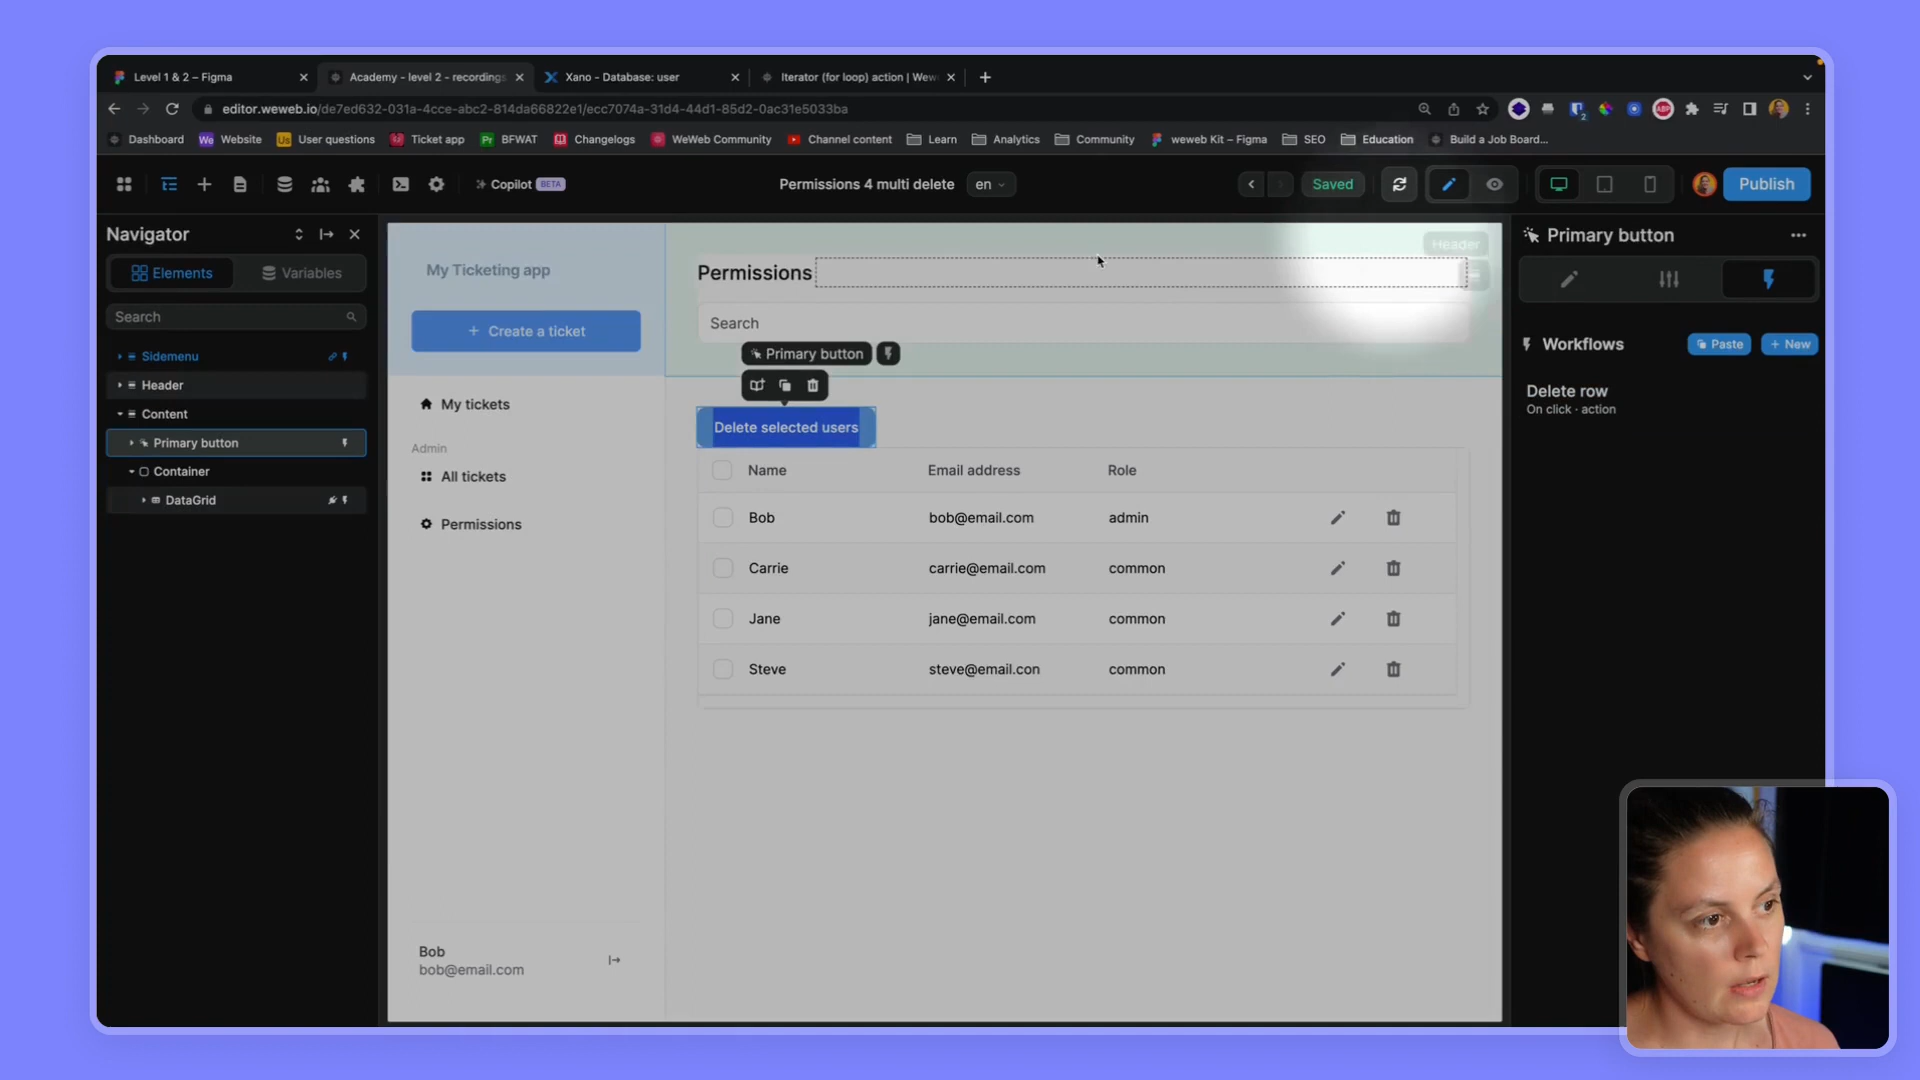 Level 1 & 2 – Figma
Academy - level 2 - recordings
Xano - Database: user
Iterator (for loop) action | Wew
editor.weweb.io/de7ed632-031a-4cce-abc2-814da66822e1/ecc7074a-31d4-44d1-85d2-0ac31e5033ba
Dashboard
We Website
Us User questions
Ticket app
Pr BFWAT
Changelogs
WeWeb Community
Channel content
Learn
Analytics
Community
weweb Kit – Figma
SEO
Education
Build a Job Board...
Copilot BETA
Permissions 4 multi delete
en
Saved
Publish
Navigator
Elements
Variables
Search
Sidemenu
Header
Content
Primary button
Container
DataGrid
My Ticketing app
+ Create a ticket
My tickets
Admin
All tickets
Permissions
Bob
bob@email.com
Header
Permissions
Search
Primary button
Delete selected users
Name Email address Role
Bob bob@email.com admin
Carrie carrie@email.com common
Jane jane@email.com common
Steve steve@email.con common
Primary button
Workflows
Paste
+ New
Delete row
On click · action